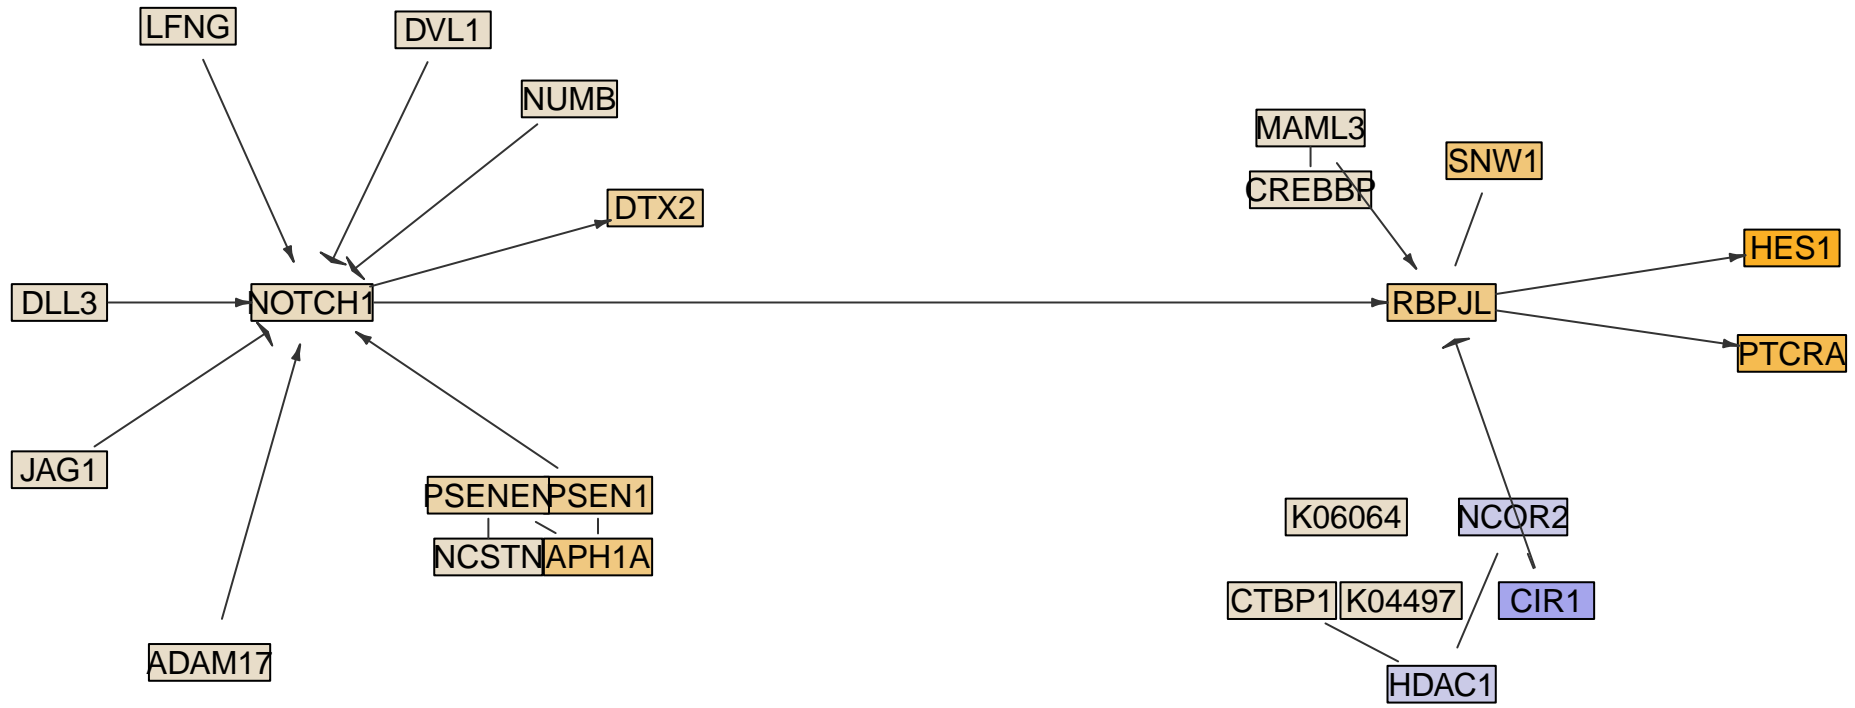 LFNG
DVL1
NUMB
MAML3
SNW1
CREBBP
DTX2
HES1
DLL3
NOTCH1
RBPJL
PTCRA
JAG1
PSENEN
PSEN1
K06064
NCOR2
NCSTN
APH1A
CTBP1
K04497
CIR1
ADAM17
HDAC1